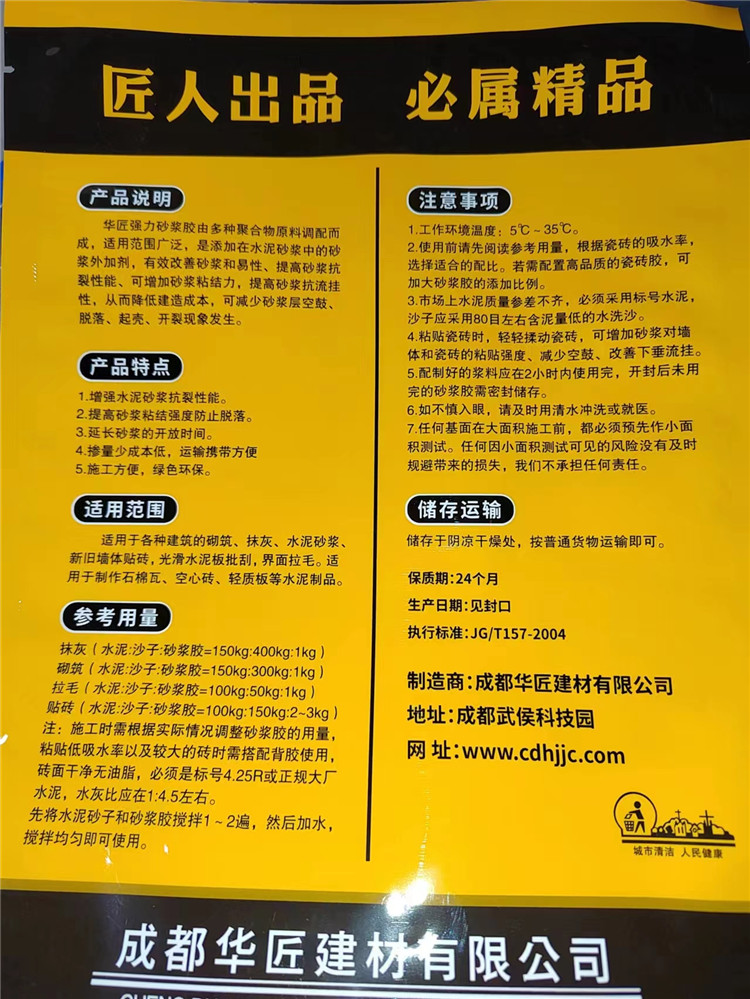 匠人出品 必属精品
产品说明
华匠强力砂浆胶由多种聚合物原料调配而
成，适用范围广泛，是添加在水泥砂浆中的砂
浆外加剂，有效改善砂浆和易性、提高砂浆抗
裂性能、可增加砂浆粘结力，提高砂浆抗流挂
性，从而降低建造成本，可减少砂浆层空鼓、
脱落、起壳、开裂现象发生。
产品特点
1.增强水泥砂浆抗裂性能。
2.提高砂浆粘结强度防止脱落。
3.延长砂浆的开放时间。
4.掺量少成本低，运输携带方便
5.施工方便，绿色环保。
适用范围
适用于各种建筑的砌筑、抹灰、水泥砂浆、
新旧墙体贴砖，光滑水泥板批刮，界面拉毛。适
用于制作石棉瓦、空心砖、轻质板等水泥制品。
参考用量
抹灰（水泥:沙子:砂浆胶=150kg:400kg:1kg）
砌筑（水泥:沙子:砂浆胶=150kg:300kg:1kg）
拉毛（水泥:沙子:砂浆胶=100kg:50kg:1kg）
贴砖（水泥:沙子:砂浆胶=100kg:150kg:2~3kg）
注：施工时需根据实际情况调整砂浆胶的用量，
粘贴低吸水率以及较大的砖时需搭配背胶使用，
砖面干净无油脂，必须是标号4.25R或正规大厂
水泥，水灰比应在1:4.5左右。
先将水泥砂子和砂浆胶搅拌1~2遍，然后加水，
搅拌均匀即可使用。
注意事项
1.工作环境温度：5℃~35℃。
2.使用前请先阅读参考用量，根据瓷砖的吸水率，
选择适合的配比。若需配置高品质的瓷砖胶，可
加大砂浆胶的添加比例。
3.市场上水泥质量参差不齐，必须采用标号水泥，
沙子应采用80目左右含泥量低的水洗沙。
4.粘贴瓷砖时，轻轻揉动瓷砖，可增加砂浆对墙
体和瓷砖的粘贴强度、减少空鼓、改善下垂流挂。
5.配制好的浆料应在2小时内使用完，开封后未用
完的砂浆胶需密封储存。
6.如不慎入眼，请及时用清水冲洗或就医。
7.任何基面在大面积施工前，都必须预先作小面
积测试。任何因小面积测试可见的风险没有及时
规避带来的损失，我们不承担任何责任。
储存运输
储存于阴凉干燥处，按普通货物运输即可。
保质期:24个月
生产日期:见封口
执行标准:JG/T157-2004
制造商:成都华匠建材有限公司
地址:成都武侯科技园
网 址:www.cdhjjc.com
城市清洁 人民健康
成都华匠建材有限公司